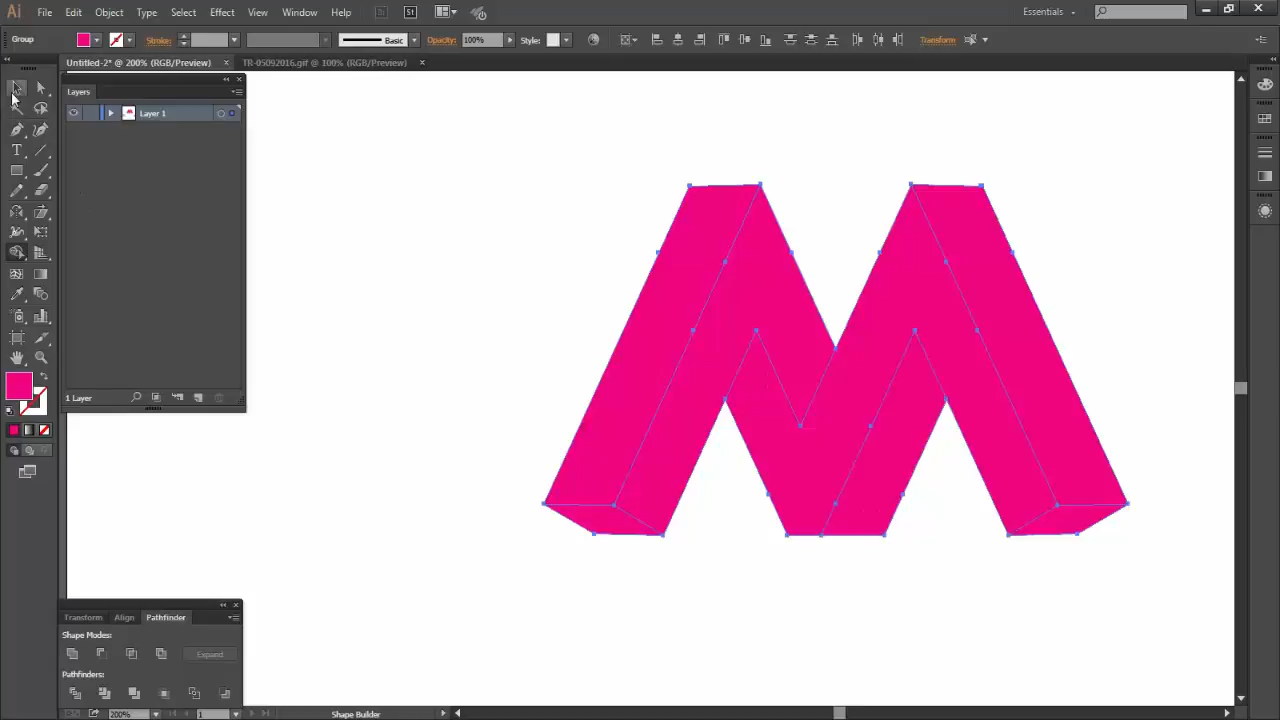 Ai File Edit Object Type Select Effect View Window Help Br St Essentials
Group Stroke: Basic Opacity: 100% Style: Transform
Untitled-2* @ 200% (RGB/Preview) × TR-05092016.gif @ 100% (RGB/Preview) ×
Layers
Layer 1
T
1 Layer
Transform Align Pathfinder
Shape Modes:
Expand
Pathfinders:
200% 1 Shape Builder
M